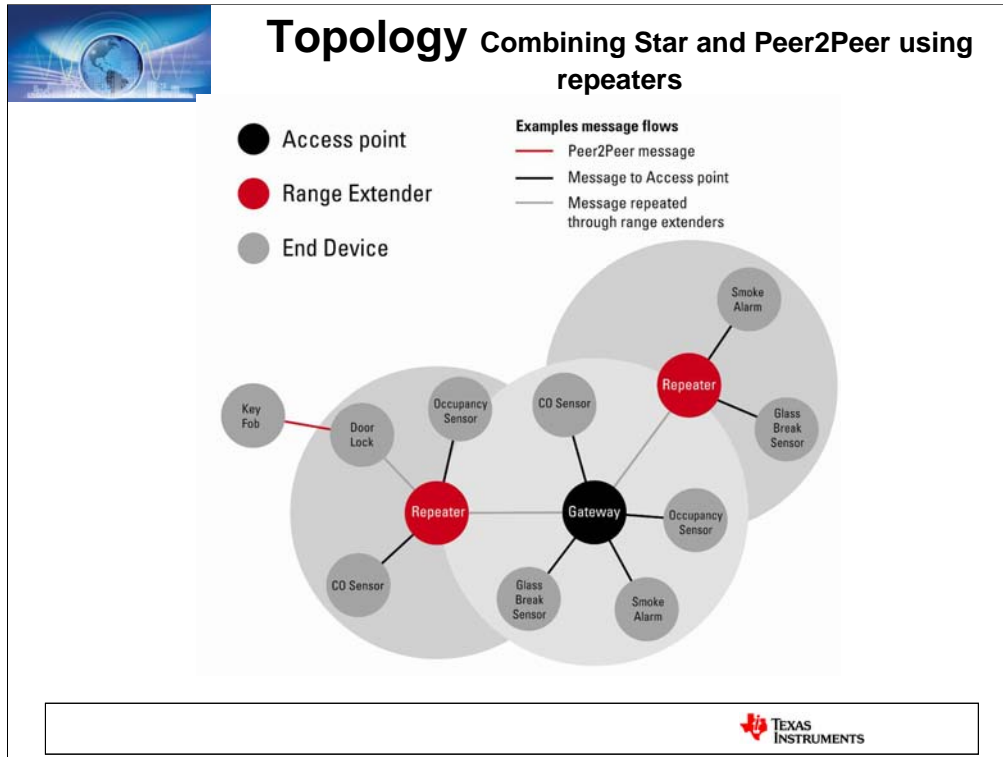 Topology Combining Star and Peer2Peer using
repeaters
Access point
Range Extender
End Device
Examples message flows
Peer2Peer message
Message to Access point
Message repeated
through range extenders
Smoke
Alarm
Repeater
Glass
Break
Sensor
Key
Fob
Door
Lock
Occupancy
Sensor
CO Sensor
Repeater
Gateway
Occupancy
Sensor
CO Sensor
Glass
Break
Sensor
Smoke
Alarm
TEXAS
INSTRUMENTS